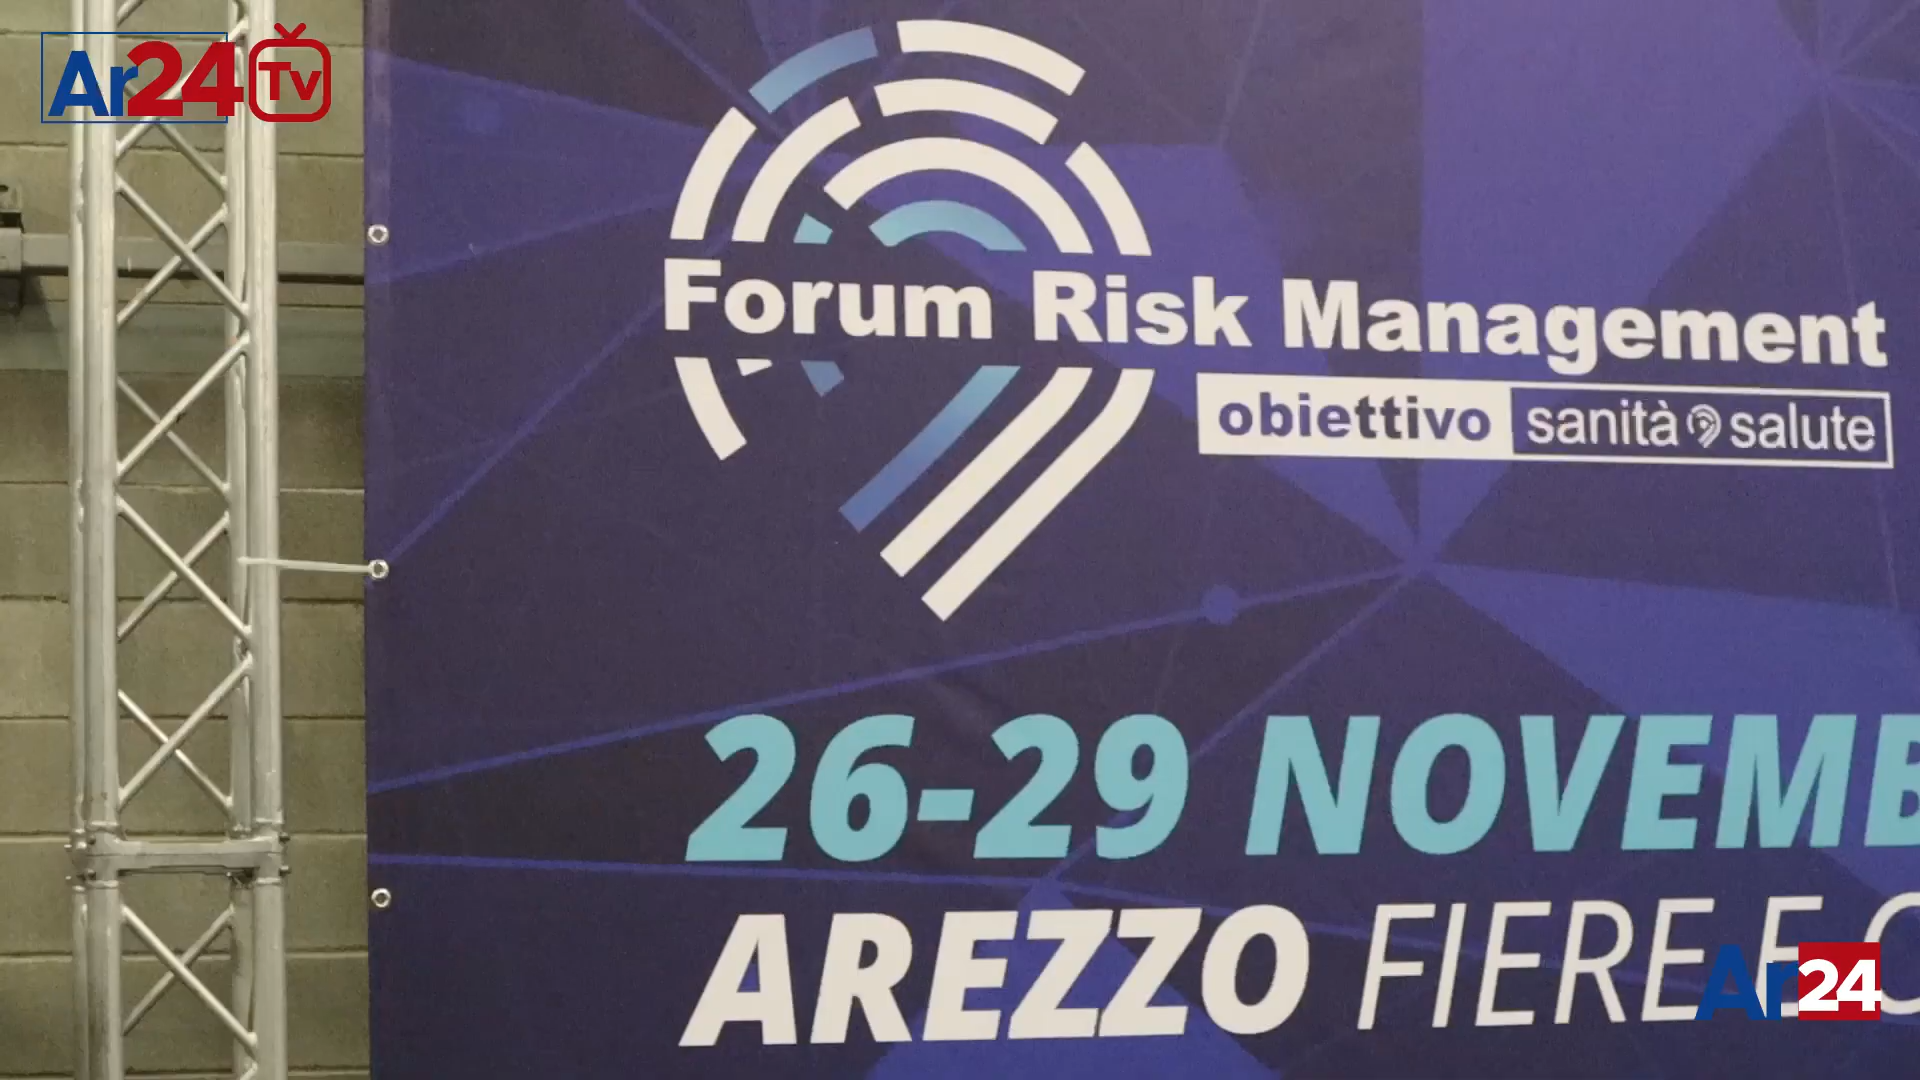 Ar24 Tv
Forum Risk Management
obiettivo sanità salute
26-29 NOVEMB
AREZZO FIERE E C
Ar24